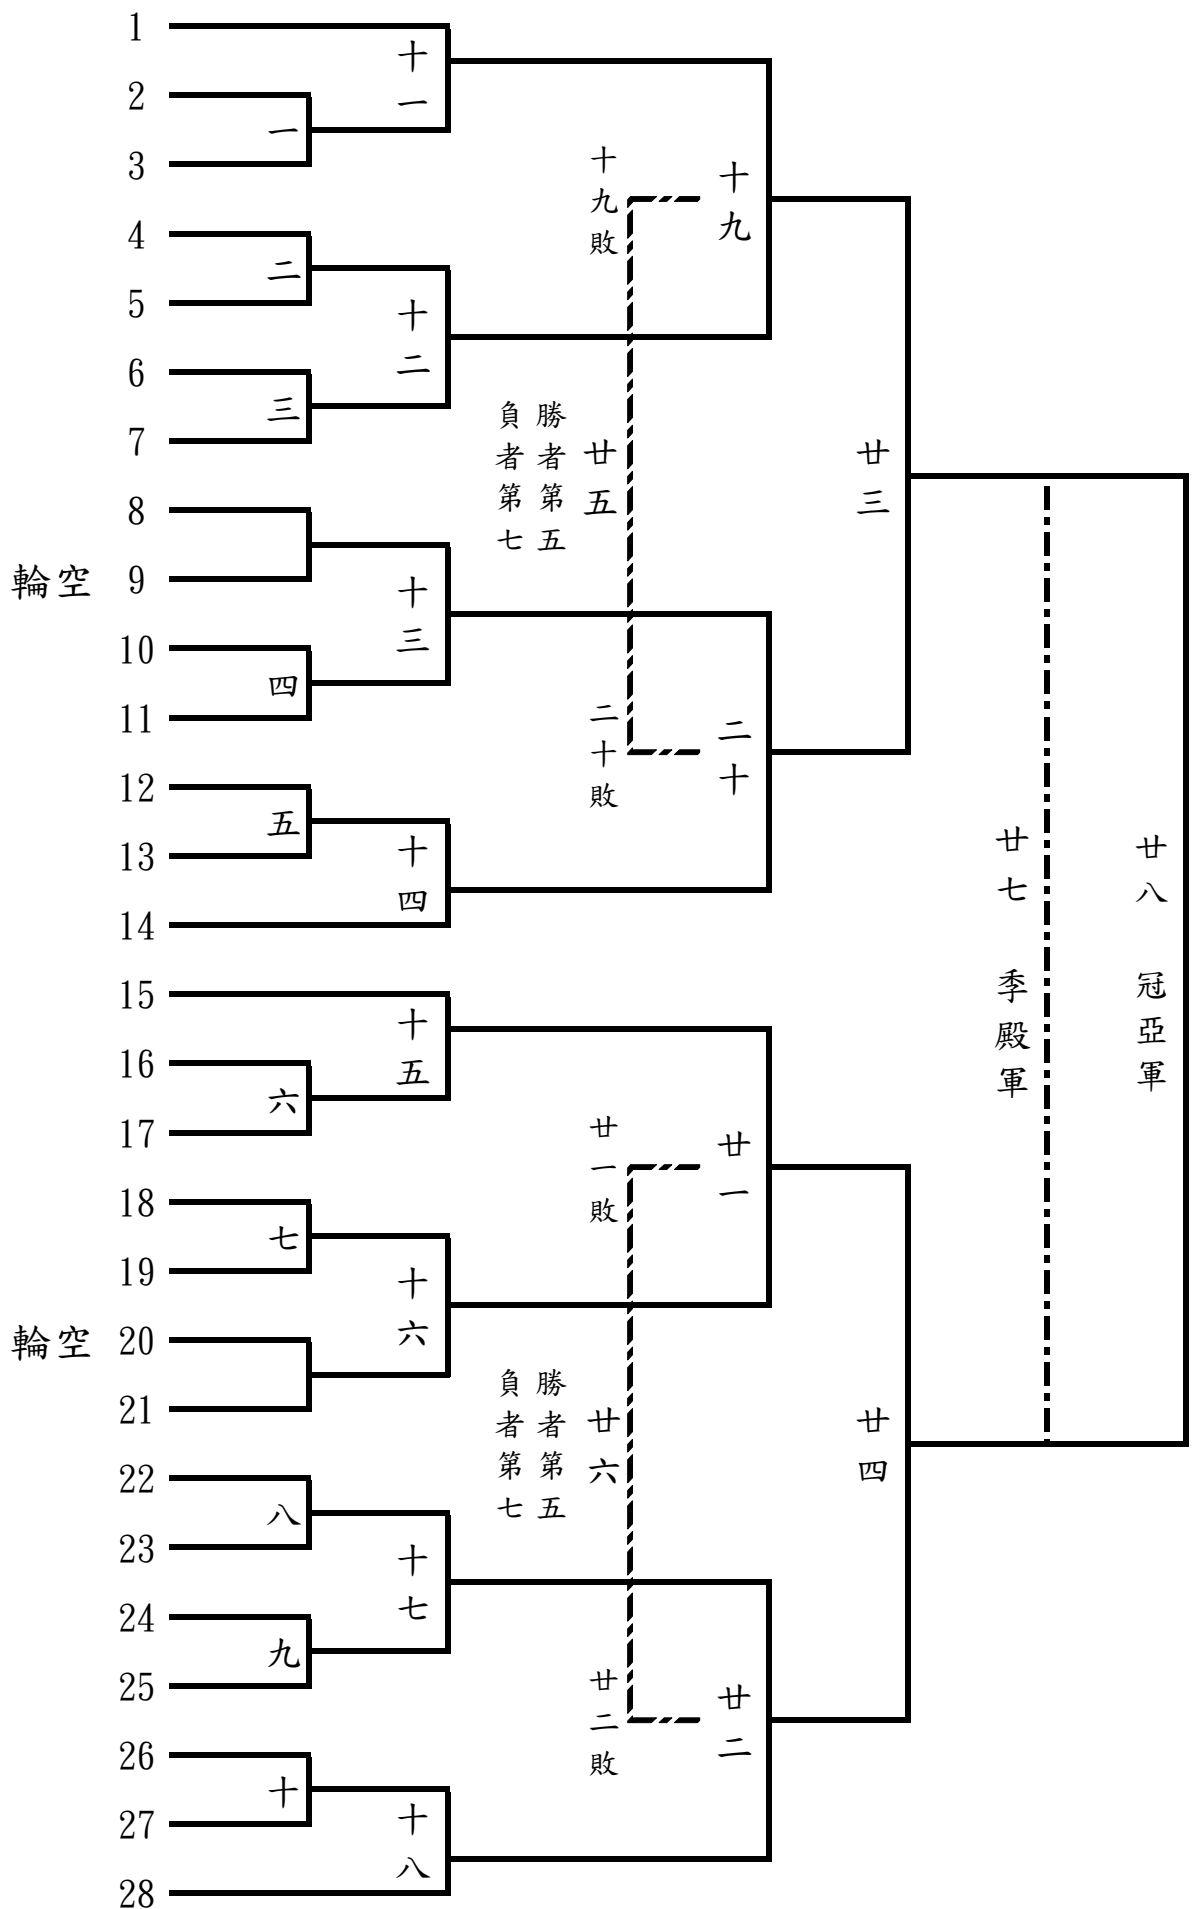 1
十一
2
一
3
十九敗
十九
4
二
5
十二
6
三
7
負者第七
勝者第五
廿五
廿三
8
輪空 9
十三
10
四
11
二十敗
二十
12
五
13
十四
14
廿七 季殿軍
廿八 冠亞軍
15
十五
16
六
17
廿一敗
廿一
18
七
19
十六
輪空 20
21
負者第七
勝者第五
廿六
廿四
22
八
23
十七
24
九
25
廿二敗
廿二
26
十
27
十八
28